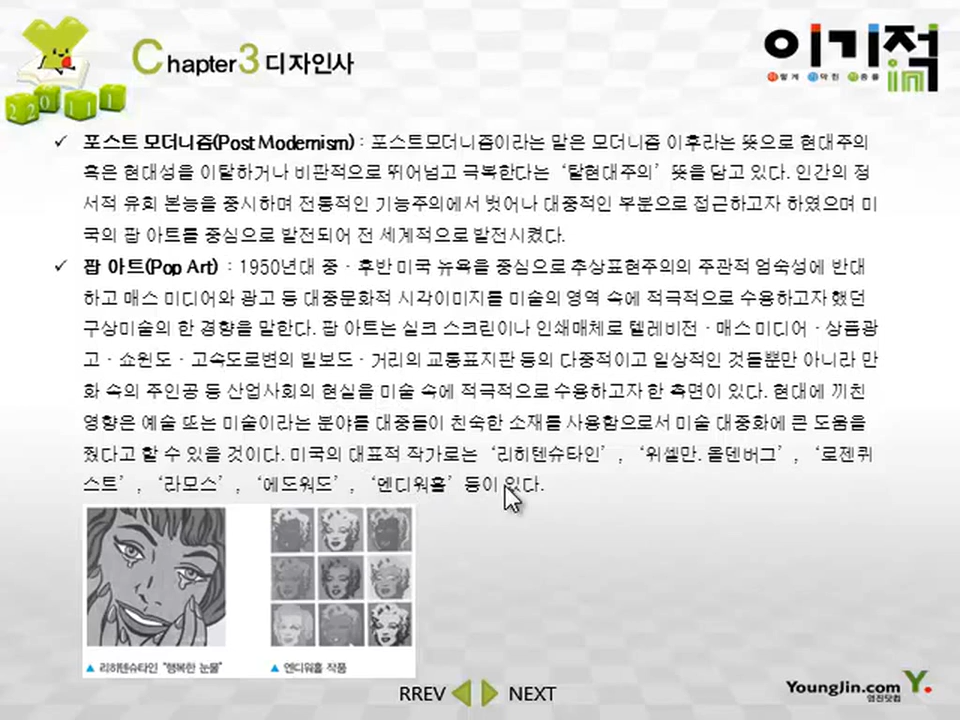 Chapter3 디자인사
이기적in
이렇게 기막힌 적중률
2011
✓ 포스트 모더니즘(Post Modernism) : 포스트모더니즘이라는 말은 모더니즘 이후라는 뜻으로 현대주의
혹은 현대성을 이탈하거나 비판적으로 뛰어넘고 극복한다는 ‘탈현대주의’ 뜻을 담고 있다. 인간의 정
서적 유희 본능을 중시하며 전통적인 기능주의에서 벗어나 대중적인 부분으로 접근하고자 하였으며 미
국의 팝 아트를 중심으로 발전되어 전 세계적으로 발전시켰다.
✓ 팝 아트(Pop Art) : 1950년대 중·후반 미국 뉴욕을 중심으로 추상표현주의의 주관적 엄숙성에 반대
하고 매스 미디어와 광고 등 대중문화적 시각이미지를 미술의 영역 속에 적극적으로 수용하고자 했던
구상미술의 한 경향을 말한다. 팝 아트는 실크 스크린이나 인쇄매체로 텔레비전·매스 미디어·상품광
고·쇼윈도·고속도로변의 빌보드·거리의 교통표지판 등의 다중적이고 일상적인 것들뿐만 아니라 만
화 속의 주인공 등 산업사회의 현실을 미술 속에 적극적으로 수용하고자 한 측면이 있다. 현대에 끼친
영향은 예술 또는 미술이라는 분야를 대중들이 친숙한 소재를 사용함으로서 미술 대중화에 큰 도움을
줬다고 할 수 있을 것이다. 미국의 대표적 작가로는 ‘리히텐슈타인’, ‘위셀만. 올덴버그’, ‘로젠퀴
스트’, ‘라모스’, ‘에드워드’, ‘엔디워홀’ 등이 있다.
▲ 리히텐슈타인 "행복한 눈물"
▲ 엔디워홀 작품
RREV NEXT
YoungJin.com Y.
영진닷컴